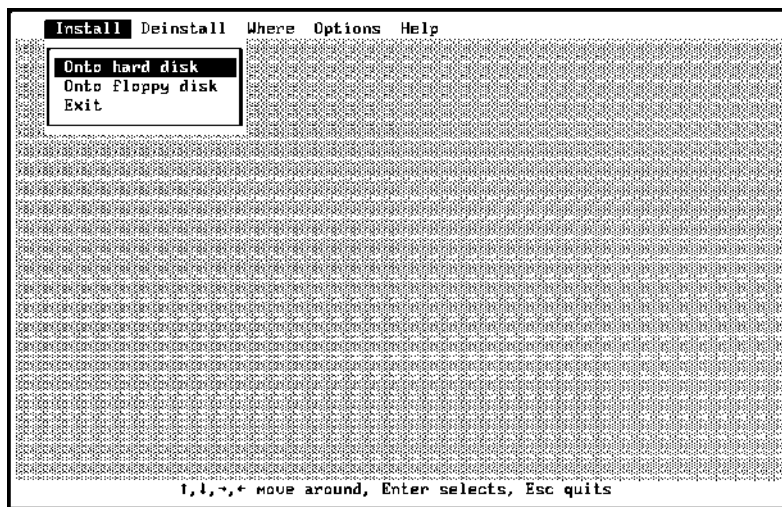 Install Deinstall Where Options Help
Onto hard disk
Onto floppy disk
Exit
↑,↓,→,← Move around, Enter selects, Esc quits